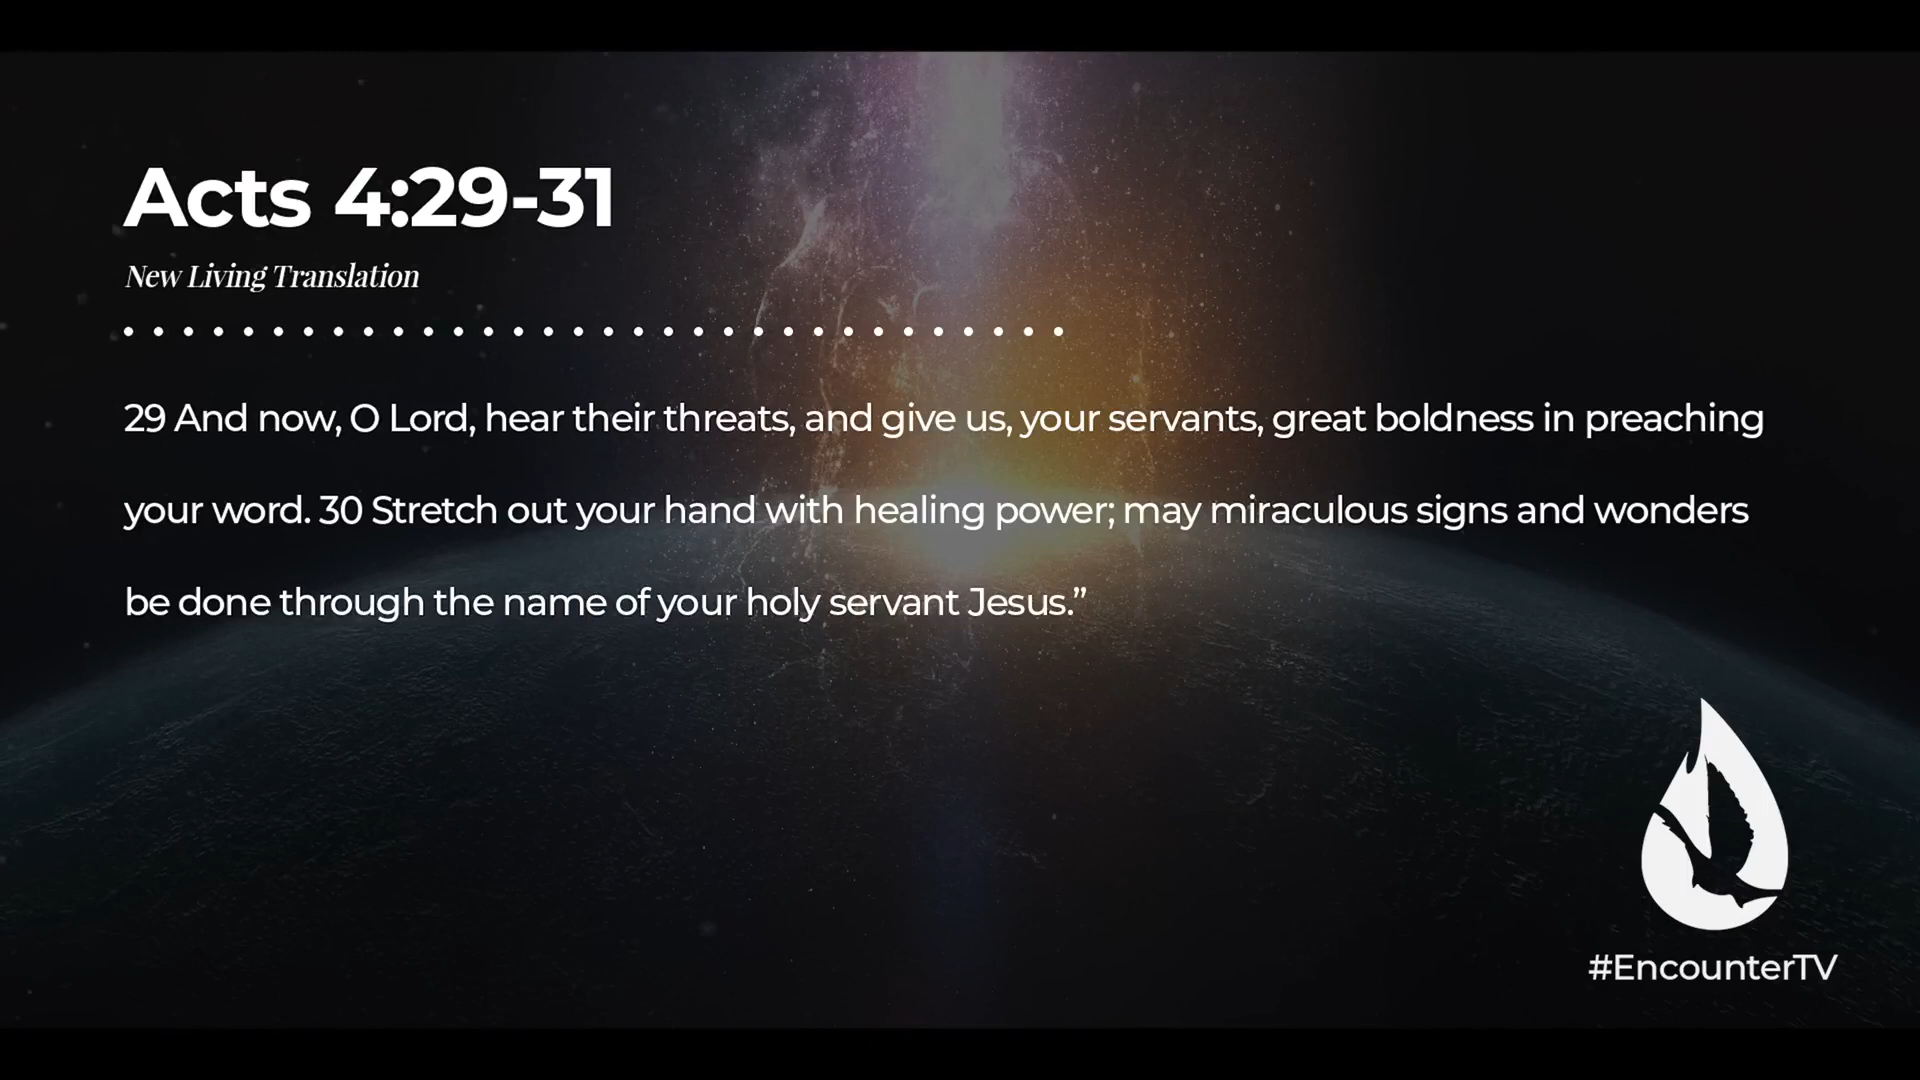 Acts 4:29-31
New Living Translation
29 And now, O Lord, hear their threats, and give us, your servants, great boldness in preaching
your word. 30 Stretch out your hand with healing power; may miraculous signs and wonders
be done through the name of your holy servant Jesus.”
#EncounterTV